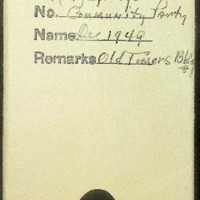 No. Community Party
Name. Dec. 1949
Remarks Old Timers Bldg